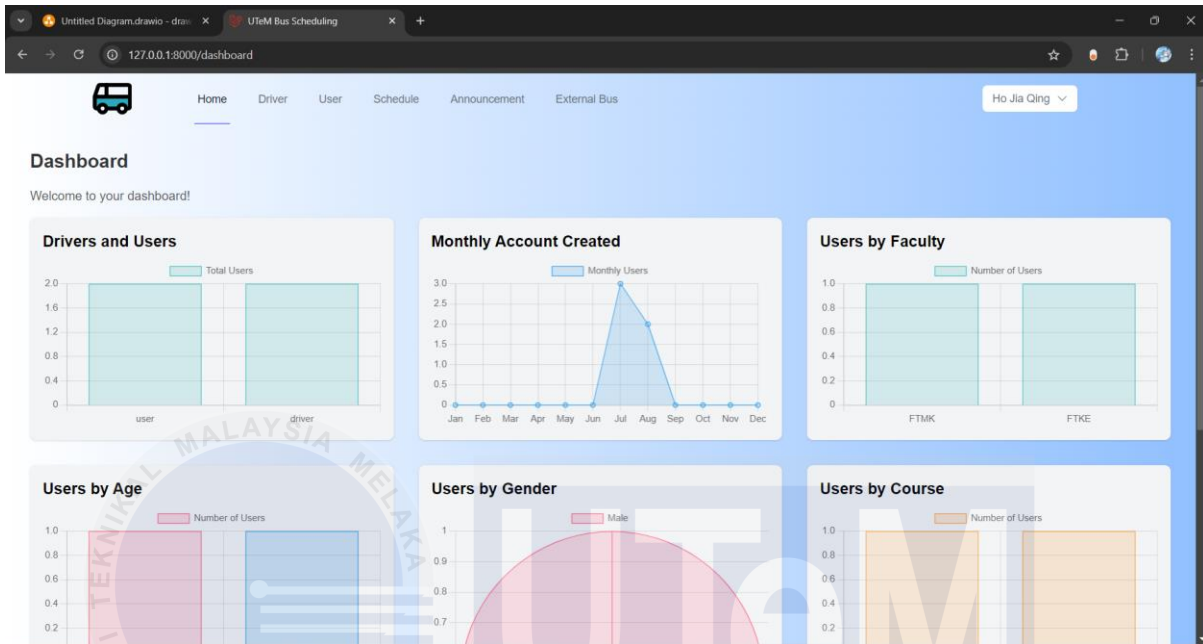 Untitled Diagram.drawio - draw
UTeM Bus Scheduling
127.0.0.1:8000/dashboard
Home Driver User Schedule Announcement External Bus
Ho Jia Qing
Dashboard
Welcome to your dashboard!
Drivers and Users
Total Users
2.0
1.6
1.2
0.8
0.4
0
user driver
Monthly Account Created
Monthly Users
3.0
2.5
2.0
1.5
1.0
0.5
0
Jan Feb Mar Apr May Jun Jul Aug Sep Oct Nov Dec
Users by Faculty
Number of Users
1.0
0.8
0.6
0.4
0.2
0
FTMK FTKE
Users by Age
Number of Users
1.0
0.8
0.6
0.4
0.2
Users by Gender
Male
1
0.9
0.8
0.7
Users by Course
Number of Users
1.0
0.8
0.6
0.4
0.2
TEKNIKAL MALAYSIA MELAKA
UTeM